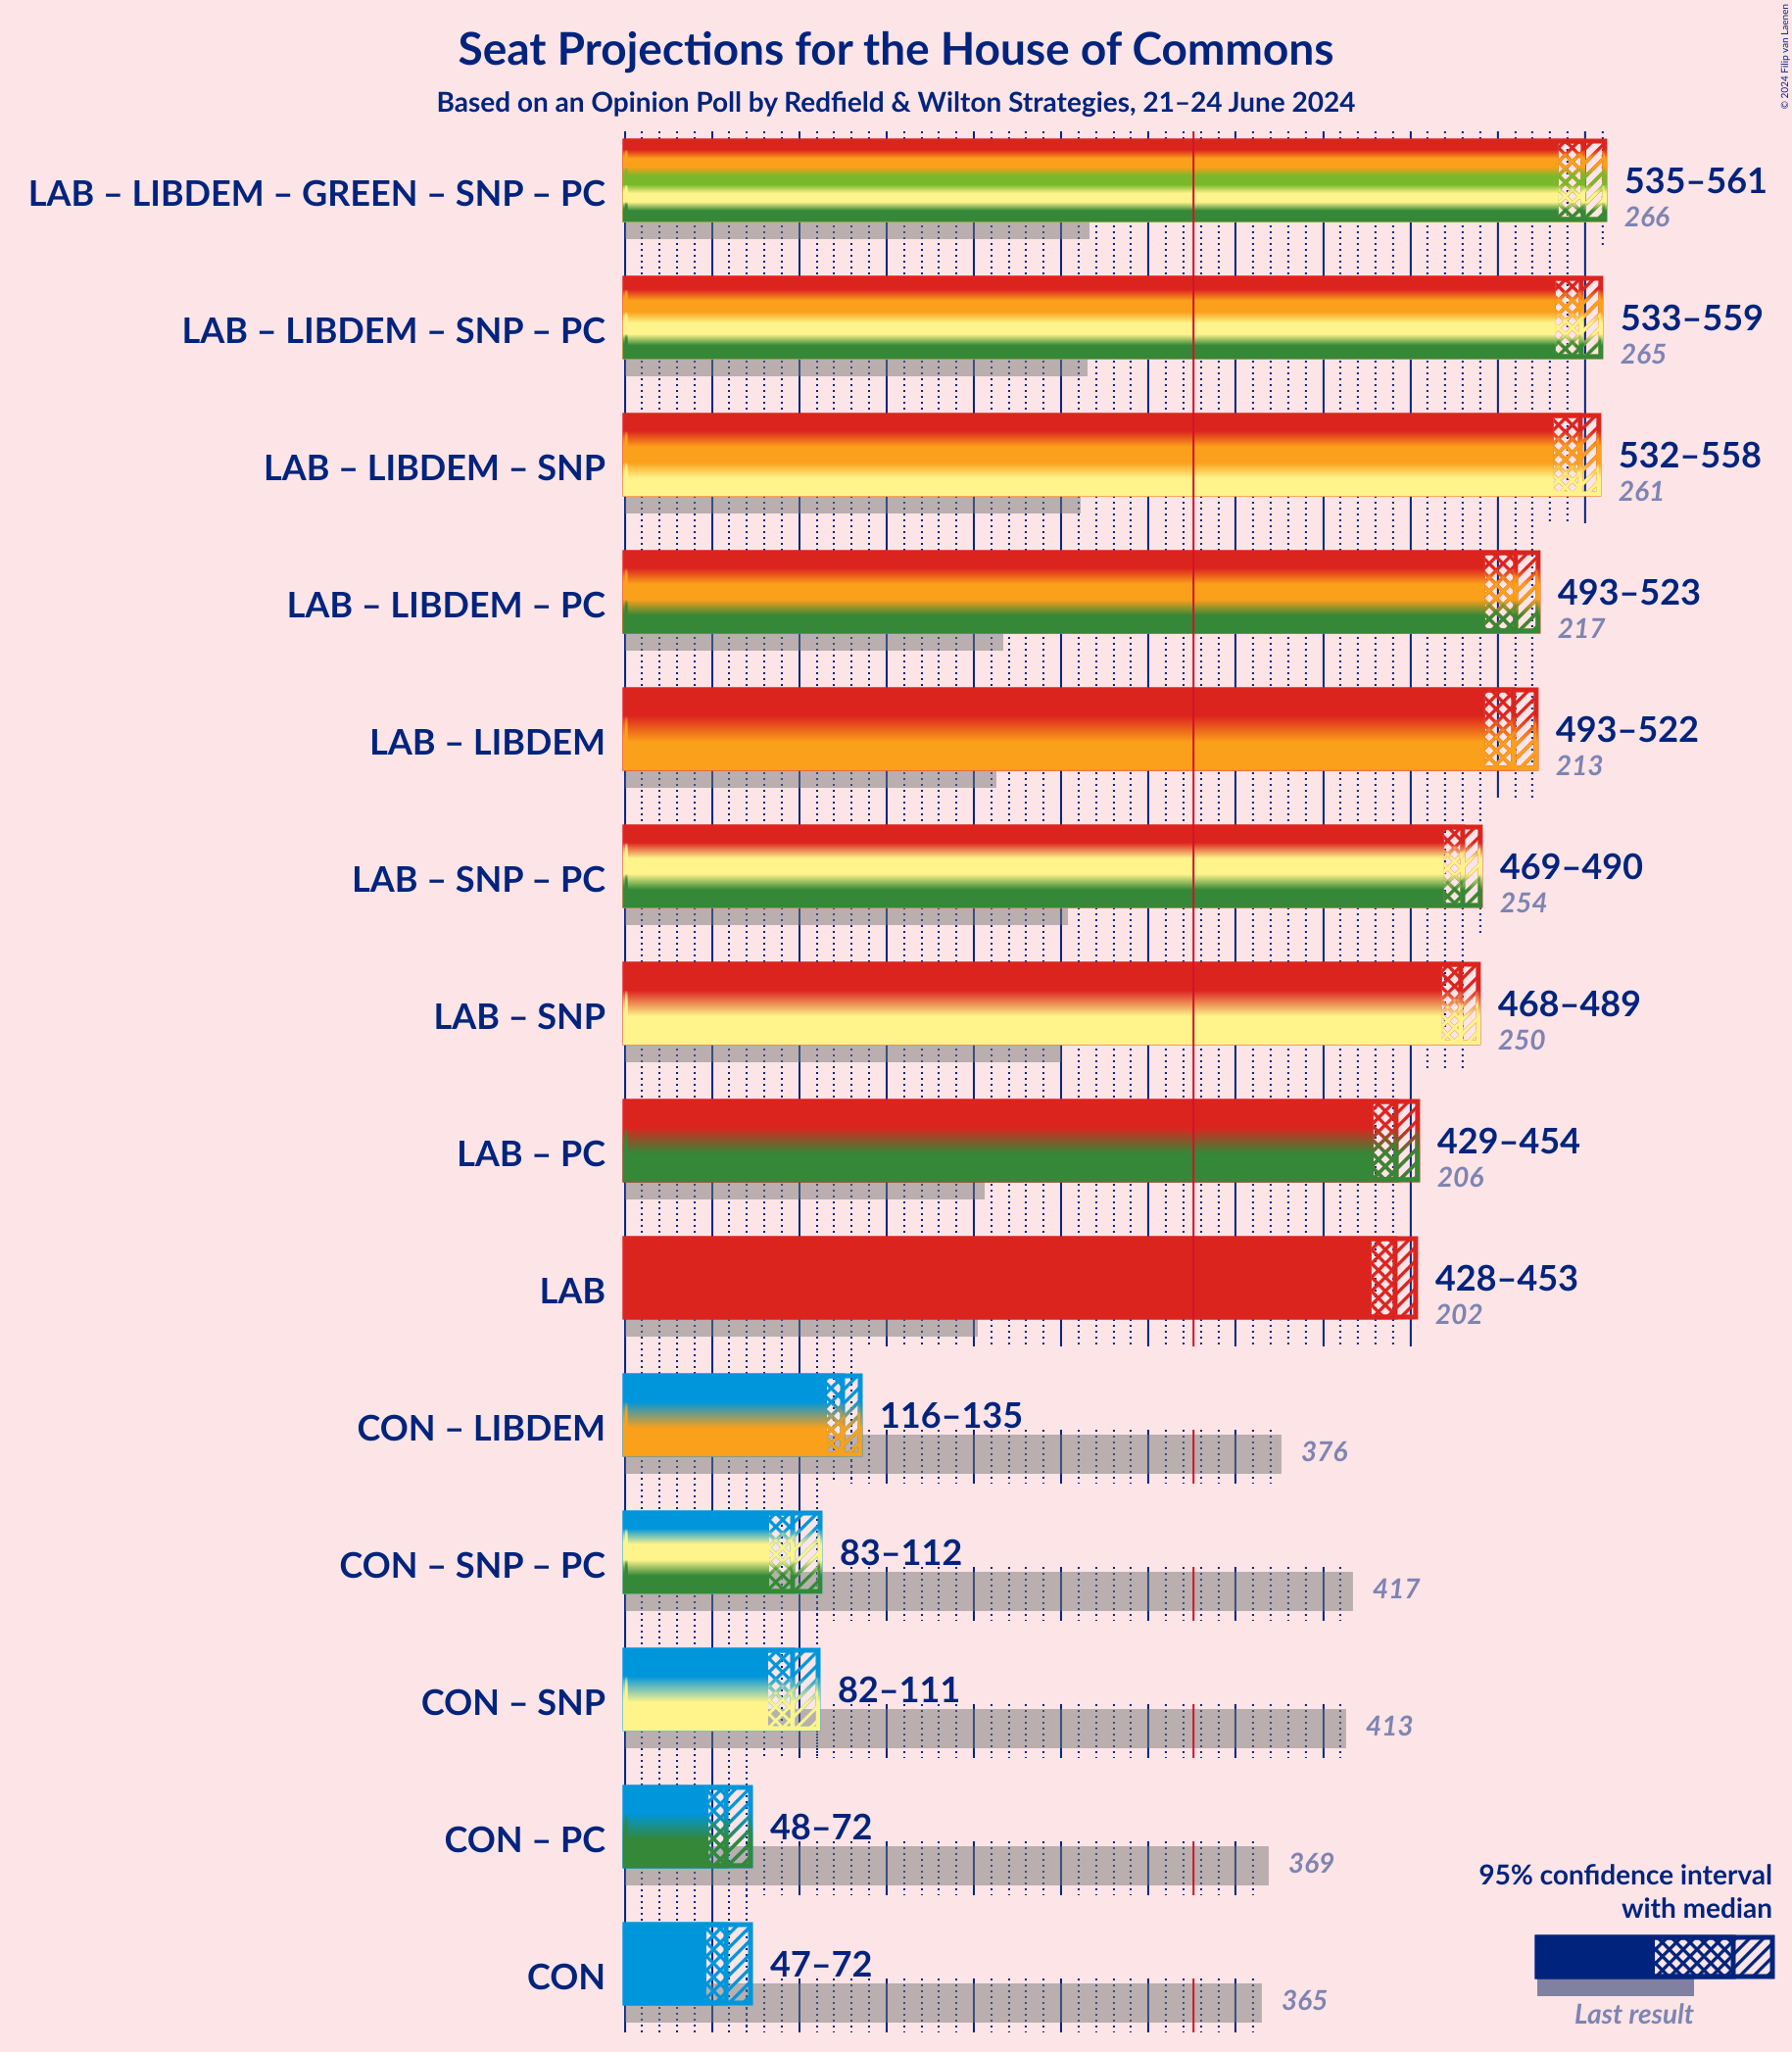 Seat Projections for the House of Commons
Based on an Opinion Poll by Redfield & Wilton Strategies, 21–24 June 2024
© 2024 Filip van Laenen
LAB – LIBDEM – GREEN – SNP – PC
535–561
266
LAB – LIBDEM – SNP – PC
533–559
265
LAB – LIBDEM – SNP
532–558
261
LAB – LIBDEM – PC
493–523
217
LAB – LIBDEM
493–522
213
LAB – SNP – PC
469–490
254
LAB – SNP
468–489
250
LAB – PC
429–454
206
LAB
428–453
202
CON – LIBDEM
116–135
376
CON – SNP – PC
83–112
417
CON – SNP
82–111
413
CON – PC
48–72
369
CON
47–72
365
95% confidence interval
with median
Last result